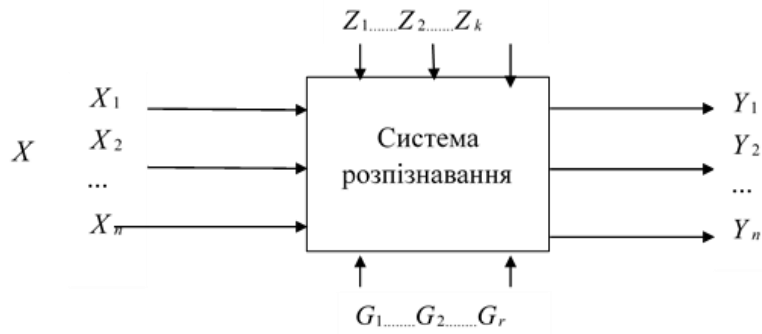 Z1.......Z2.......Zk
X1
Y1
X2
Система
Y2
X
розпізнавання
...
...
Xn
Yn
G1........G2.......Gr